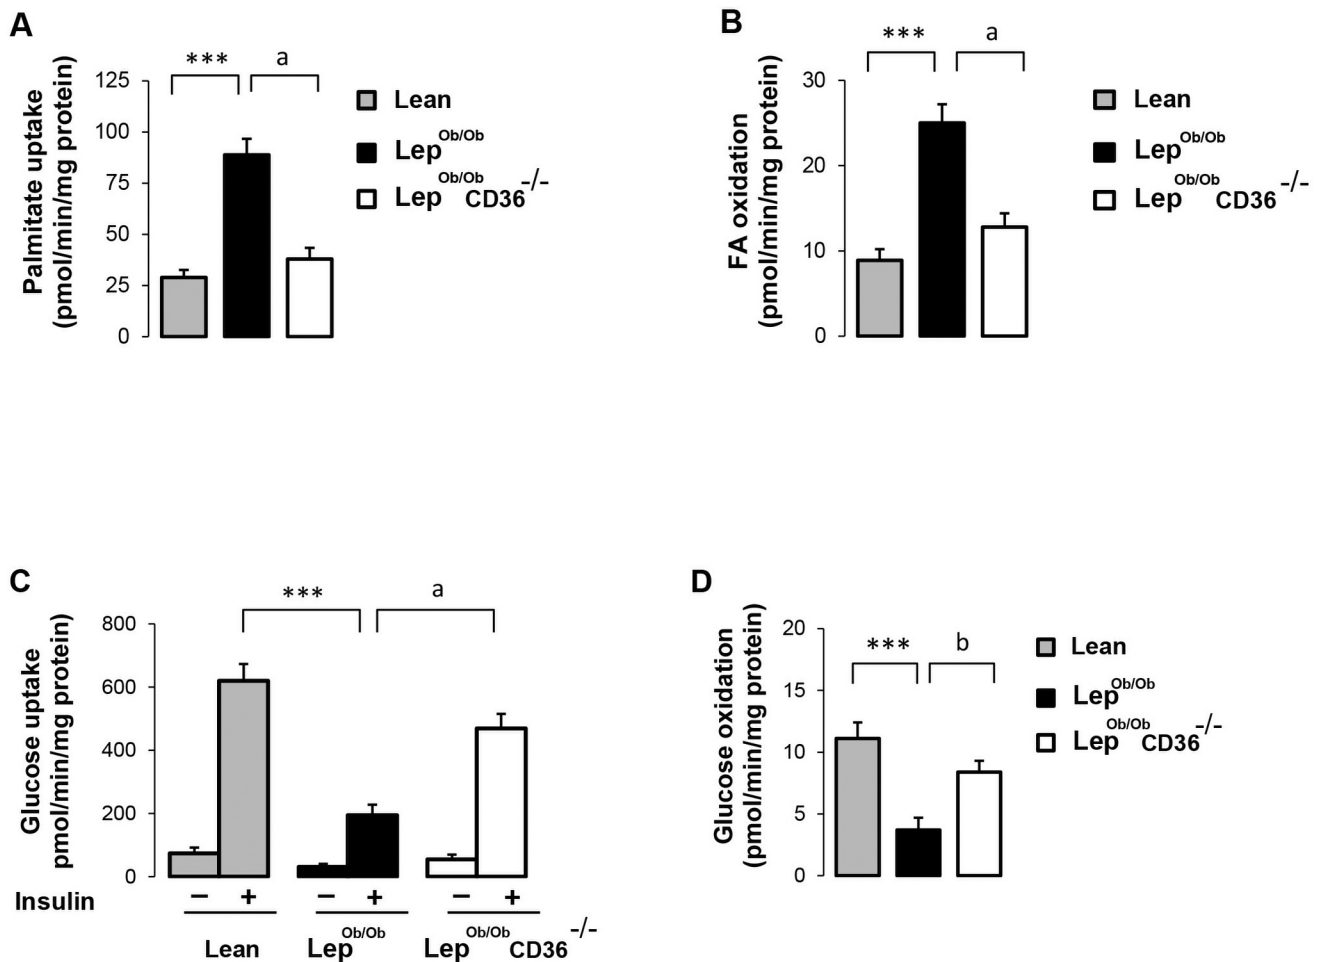 A
Palmitate uptake
(pmol/min/mg protein)
125
100
75
50
25
0
***
a
Lean
Lep Ob/Ob
Lep Ob/Ob CD36 -/-
B
FA oxidation
(pmol/min/mg protein)
30
20
10
0
***
a
Lean
Lep Ob/Ob
Lep Ob/Ob CD36 -/-
C
Glucose uptake
pmol/min/mg protein)
800
600
400
200
0
***
a
Insulin − + − + − +
Lean Lep Ob/Ob Lep Ob/Ob CD36 -/-
D
Glucose oxidation
(pmol/min/mg protein)
20
15
10
5
0
***
b
Lean
Lep Ob/Ob
Lep Ob/Ob CD36 -/-